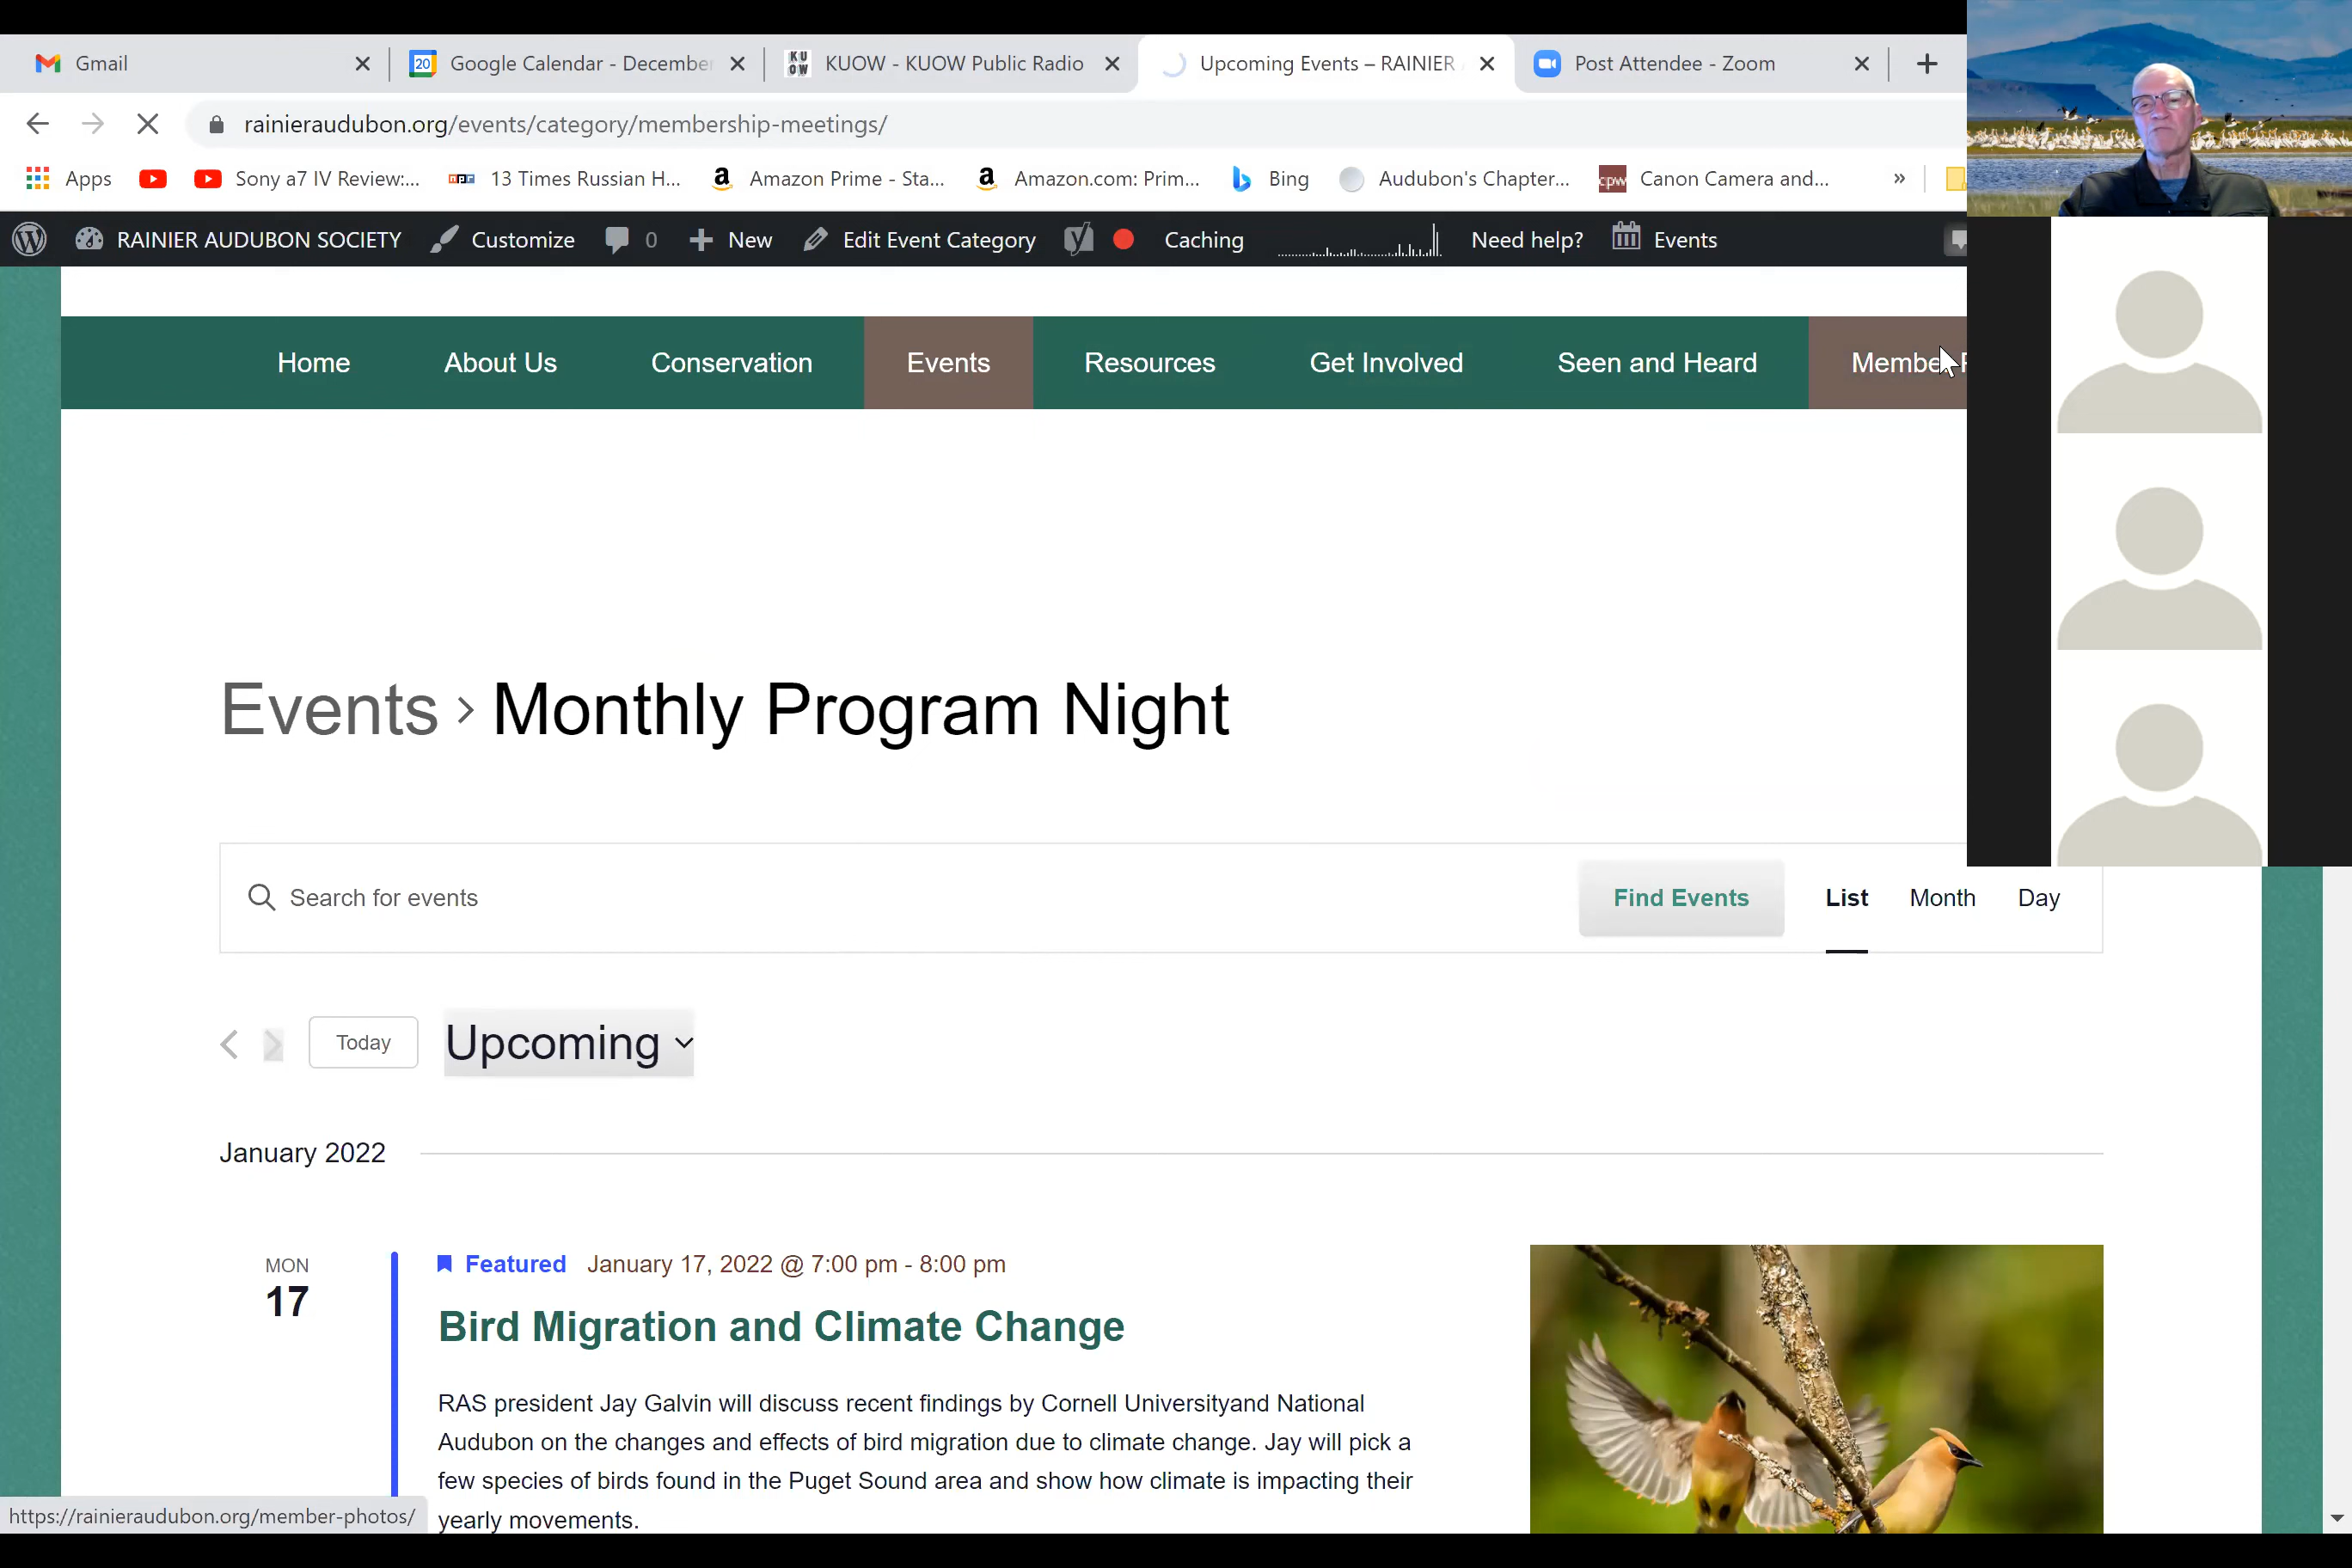 Gmail
Google Calendar - December
KUOW - KUOW Public Radio
Upcoming Events – RAINIER
Post Attendee - Zoom
rainieraudubon.org/events/category/membership-meetings/
Apps
Sony a7 IV Review:...
13 Times Russian H...
Amazon Prime - Sta...
Amazon.com: Prim...
Bing
Audubon's Chapter...
Canon Camera and...
RAINIER AUDUBON SOCIETY
Customize
0
New
Edit Event Category
Caching
Need help?
Events
Home
About Us
Conservation
Events
Resources
Get Involved
Seen and Heard
Events › Monthly Program Night
Search for events
Find Events
List
Month
Day
Today
Upcoming
January 2022
MON
17
Featured January 17, 2022 @ 7:00 pm - 8:00 pm
Bird Migration and Climate Change
RAS president Jay Galvin will discuss recent findings by Cornell Universityand National
Audubon on the changes and effects of bird migration due to climate change. Jay will pick a
few species of birds found in the Puget Sound area and show how climate is impacting their
yearly movements.
https://rainieraudubon.org/member-photos/